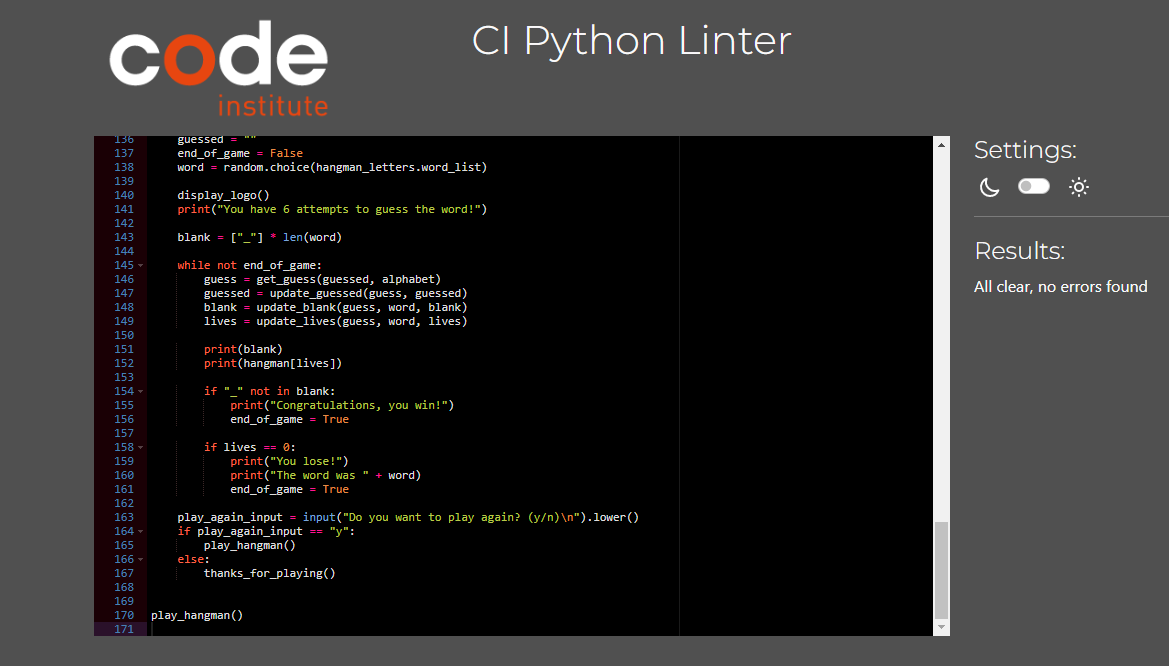 code
institute
CI Python Linter
136 guessed = ""
137 end_of_game = False
138 word = random.choice(hangman_letters.word_list)
139
140 display_logo()
141 print("You have 6 attempts to guess the word!")
142
143 blank = ["_"] * len(word)
144
145 while not end_of_game:
146 guess = get_guess(guessed, alphabet)
147 guessed = update_guessed(guess, guessed)
148 blank = update_blank(guess, word, blank)
149 lives = update_lives(guess, word, lives)
150
151 print(blank)
152 print(hangman[lives])
153
154 if "_" not in blank:
155 print("Congratulations, you win!")
156 end_of_game = True
157
158 if lives == 0:
159 print("You lose!")
160 print("The word was " + word)
161 end_of_game = True
162
163 play_again_input = input("Do you want to play again? (y/n)\n").lower()
164 if play_again_input == "y":
165 play_hangman()
166 else:
167 thanks_for_playing()
168
169
170 play_hangman()
171
Settings:
Results:
All clear, no errors found